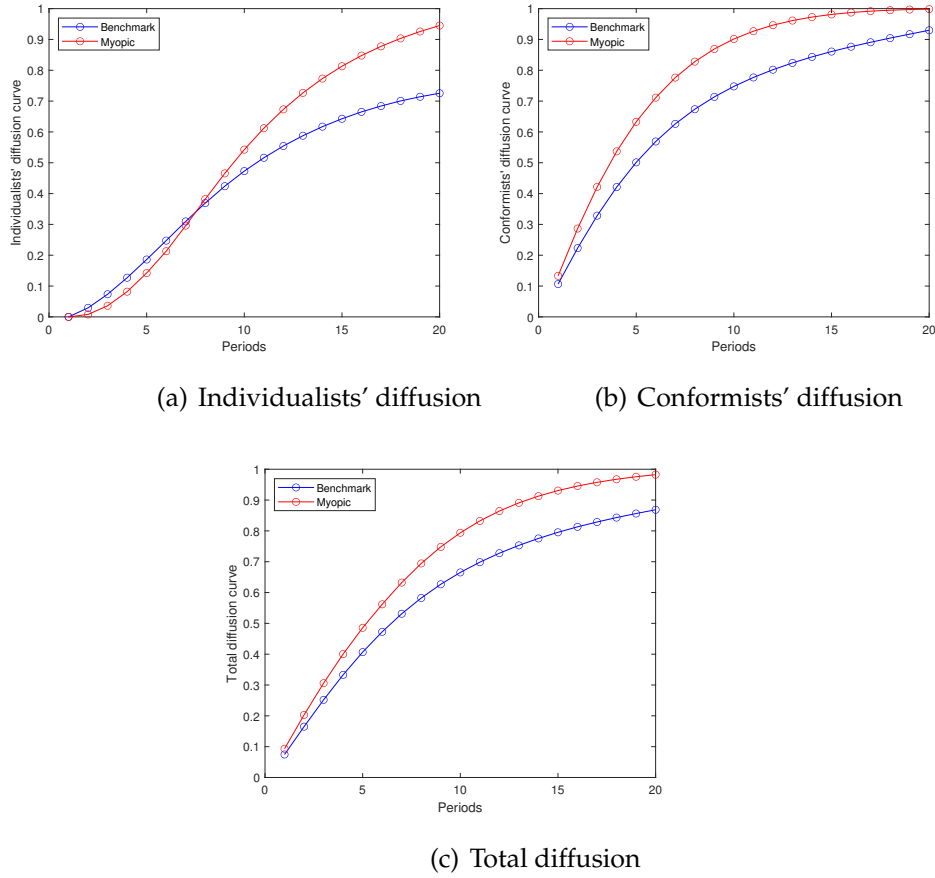 1
0.9
0.8
0.7
0.6
0.5
0.4
0.3
0.2
0.1
0
Individualists' diffusion curve
Benchmark
Myopic
0 5 10 15 20
Periods
(a) Individualists' diffusion
1
0.9
0.8
0.7
0.6
0.5
0.4
0.3
0.2
0.1
0
Conformists' diffusion curve
Benchmark
Myopic
0 5 10 15 20
Periods
(b) Conformists' diffusion
1
0.9
0.8
0.7
0.6
0.5
0.4
0.3
0.2
0.1
0
Total diffusion curve
Benchmark
Myopic
0 5 10 15 20
Periods
(c) Total diffusion